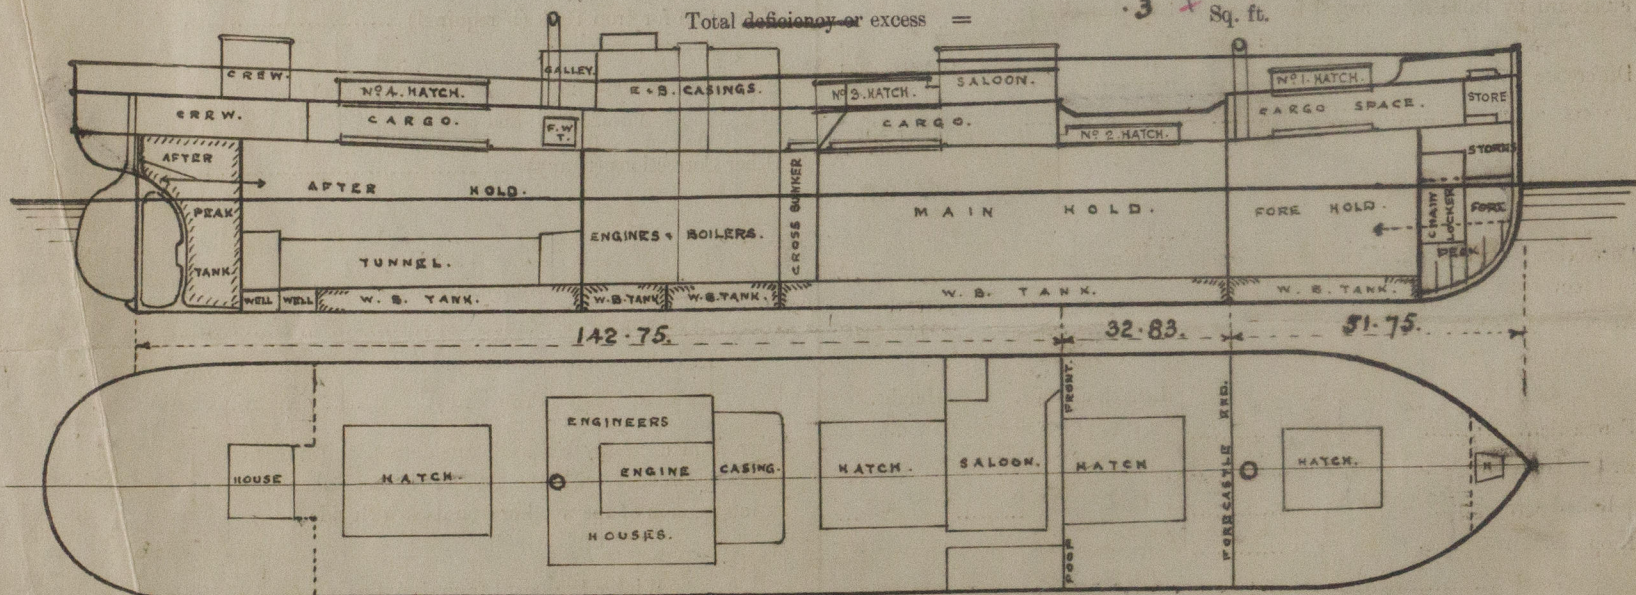 Total deficiency or excess = .3 Sq. ft.
CREW.
GALLEY.
E & B. CASINGS.
SALOON.
Nº 4. HATCH.
Nº 3. HATCH.
Nº 1. HATCH.
STORE
CREW.
CARGO.
F.W T.
CARGO.
Nº 2. HATCH.
CARGO SPACE.
STORES
AFTER
PEAK
TANK
AFTER HOLD.
ENGINES & BOILERS.
CROSS BUNKER
MAIN HOLD.
FORE HOLD.
CHAIN LOCKER
FORE
PEAK
TUNNEL.
WELL
WELL
W. B. TANK.
W.B. TANK
W.B. TANK.
W. B. TANK.
W. B. TANK.
142.75.
32.83.
51.75.
HOUSE
HATCH.
ENGINEERS
ENGINE
CASING.
HOUSES.
HATCH.
SALOON.
POOP FRONT.
HATCH
FORECASTLE END.
HATCH.
H